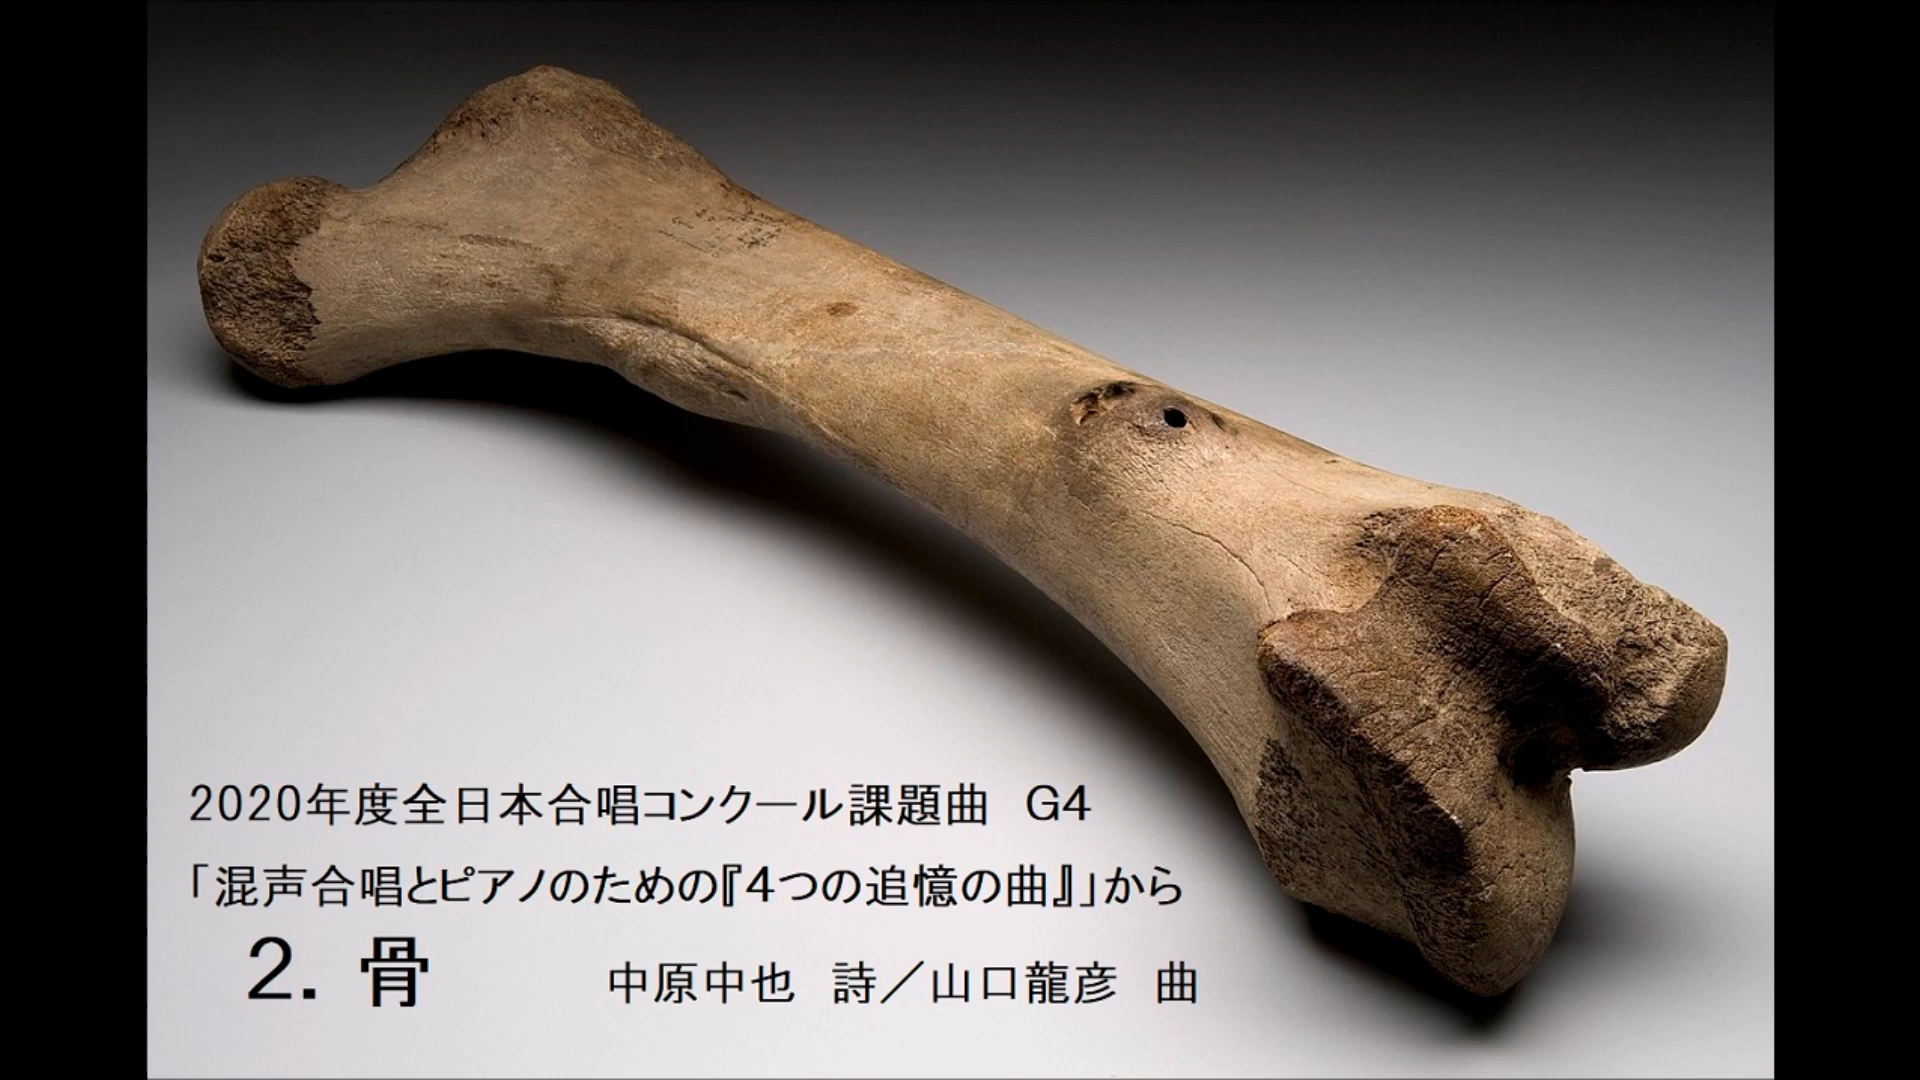 2020年度全日本合唱コンクール課題曲　G4
「混声合唱とピアノのための『4つの追憶の曲』」から
2. 骨　中原中也　詩／山口龍彦　曲